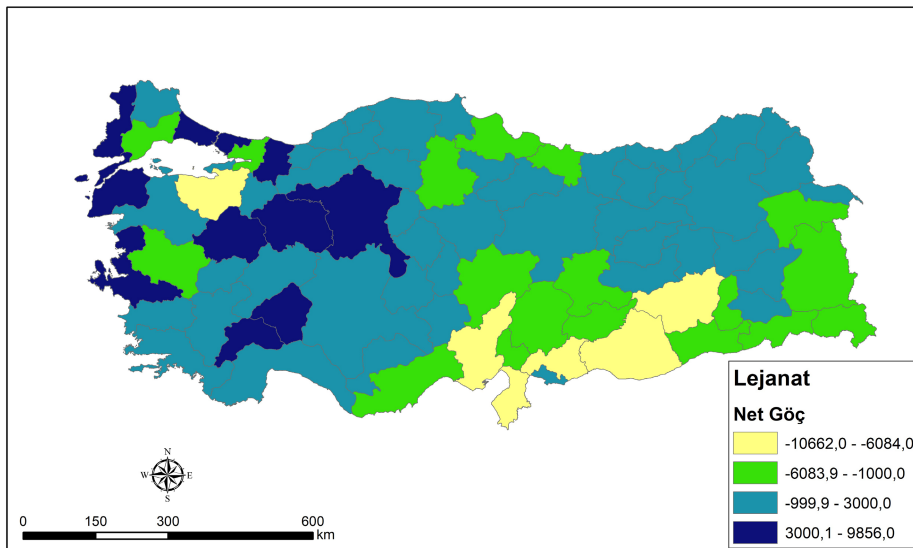 Lejanat
Net Göç
-10662,0 - -6084,0
-6083,9 - -1000,0
-999,9 - 3000,0
3000,1 - 9856,0
N
W E
S
0 150 300 600
km